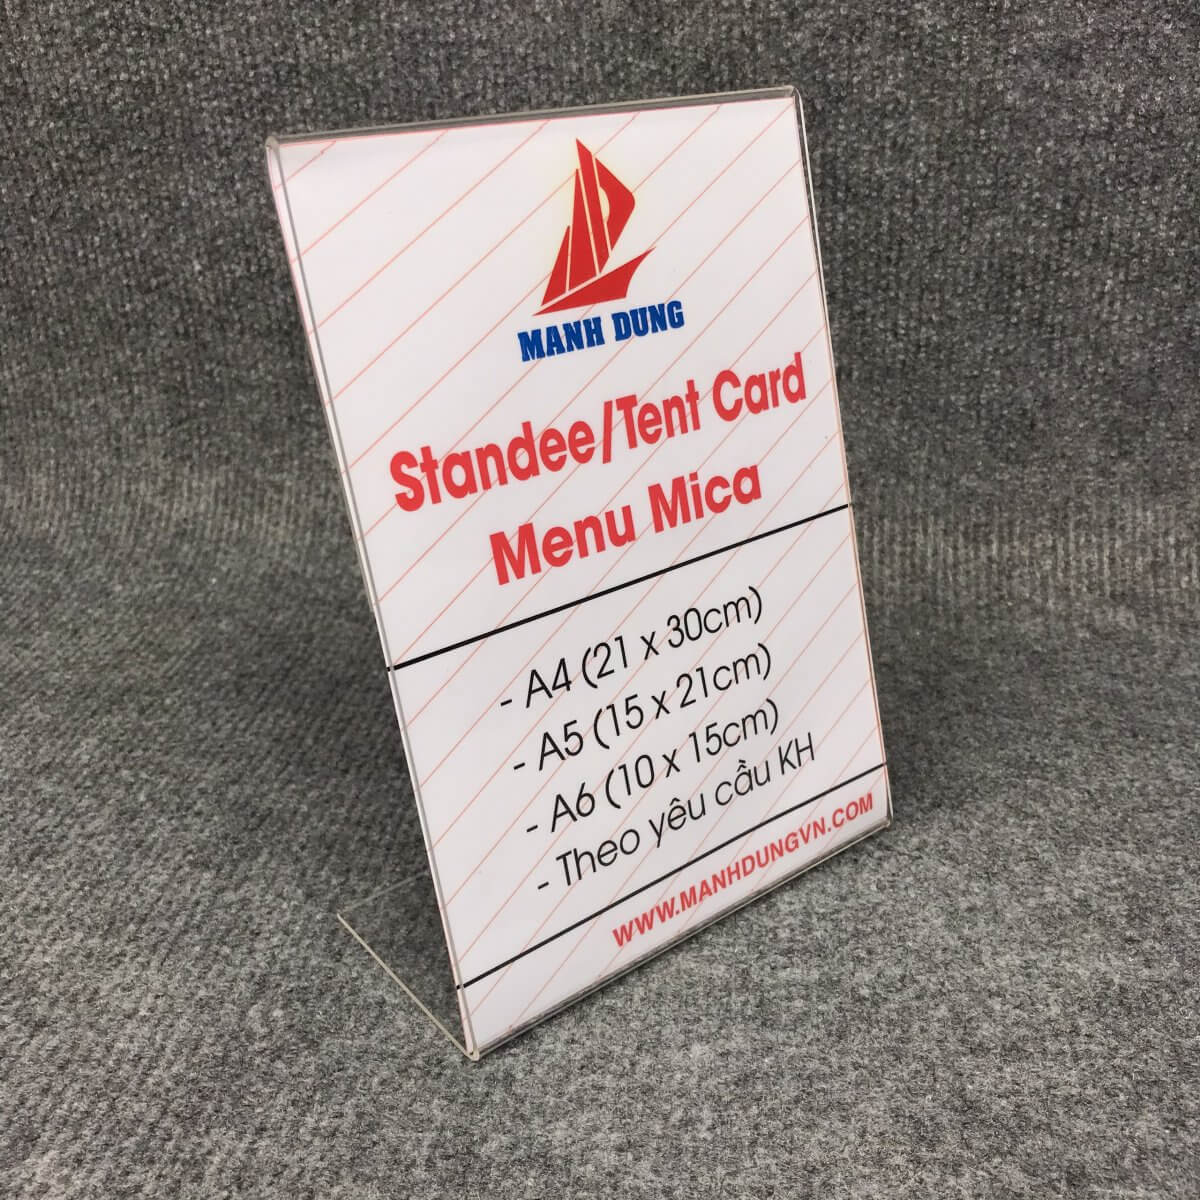 MANH DUNG
Standee/Tent Card
Menu Mica
- A4 (21 x 30cm)
- A5 (15 x 21cm)
- A6 (10 x 15cm)
- Theo yêu cầu KH
WWW.MANHDUNGVN.COM